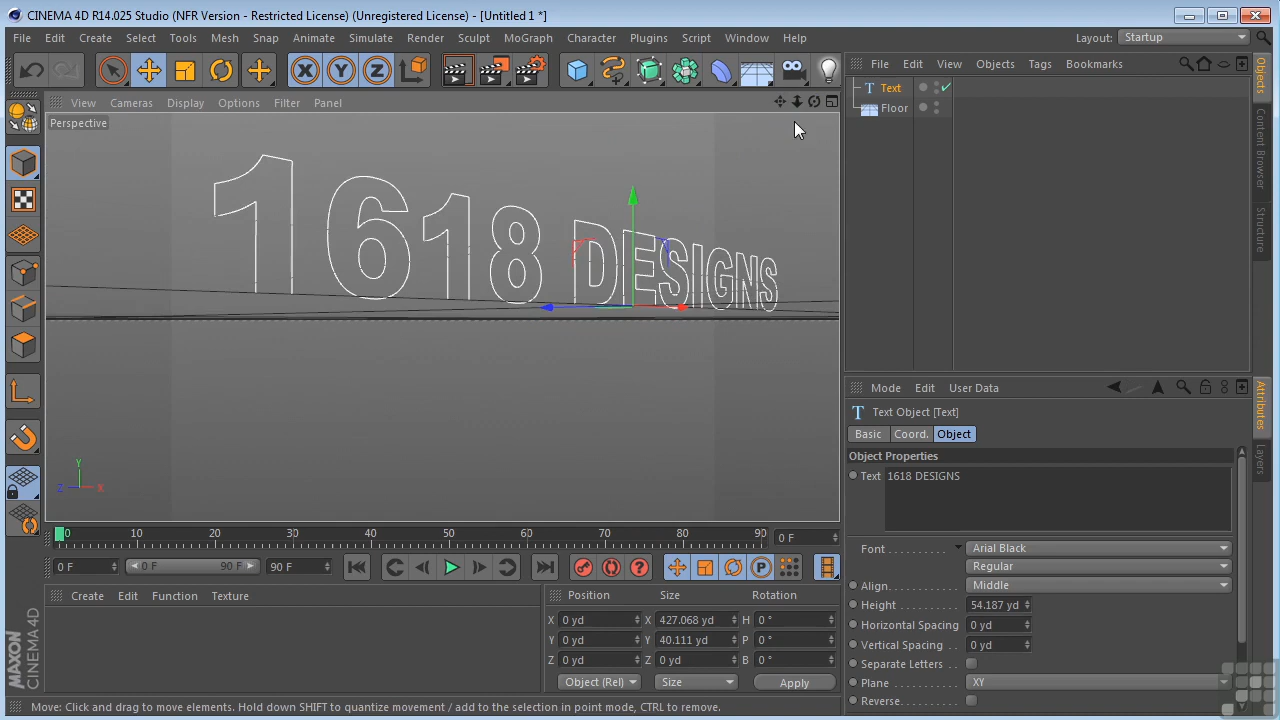 CINEMA 4D R14.025 Studio (NFR Version - Restricted License) (Unregistered License) - [Untitled 1 *]
File Edit Create Select Tools Mesh Snap Animate Simulate Render Sculpt MoGraph Character Plugins Script Window Help Layout: Startup
X Y Z
File Edit View Objects Tags Bookmarks
View Cameras Display Options Filter Panel
Perspective
T Text
Floor
1618 DESIGNS
Y
Z X
Objects
Content Browser
Structure
Mode Edit User Data
T Text Object [Text]
Basic Coord. Object
Object Properties
Text 1618 DESIGNS
Font Arial Black
Regular
Align Middle
Height 54.187 yd
Horizontal Spacing 0 yd
Vertical Spacing 0 yd
Separate Letters
Plane XY
Reverse
Attributes
Layers
0 10 20 30 40 50 60 70 80 90 0 F
0 F 0 F 90 F 90 F
P
Create Edit Function Texture
Position Size Rotation
X 0 yd X 427.068 yd H 0 °
Y 0 yd Y 40.111 yd P 0 °
Z 0 yd Z 0 yd B 0 °
Object (Rel) Size Apply
MAXON
CINEMA 4D
Move: Click and drag to move elements. Hold down SHIFT to quantize movement / add to the selection in point mode, CTRL to remove.